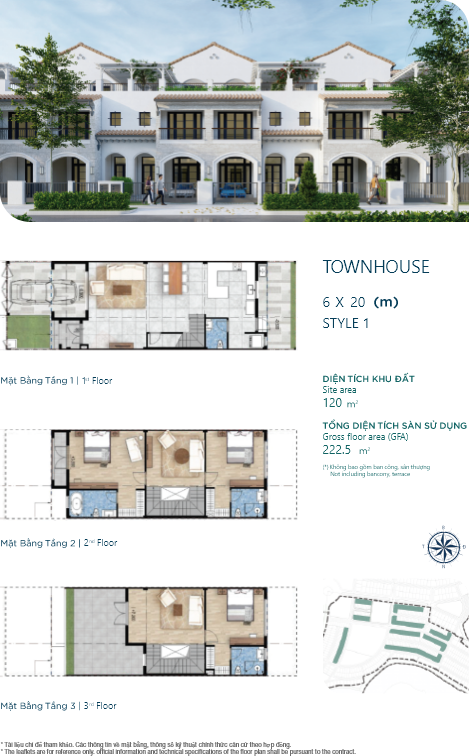 TOWNHOUSE
6 X 20 (m)
STYLE 1
Mặt Bằng Tầng 1 | 1st Floor
DIỆN TÍCH KHU ĐẤT
Site area
120 m²
TỔNG DIỆN TÍCH SÀN SỬ DỤNG
Gross floor area (GFA)
222.5 m²
(*) Không bao gồm ban công, sân thượng
Not including bancony, terrace
Mặt Bằng Tầng 2 | 2nd Floor
B
T
Đ
N
Mặt Bằng Tầng 3 | 3rd Floor
* Tài liệu chỉ để tham khảo. Các thông tin về mặt bằng, thông số kỹ thuật chính thức căn cứ theo hợp đồng.
* The leaflets are for reference only, official information and technical specifications of the floor plan shall be pursuant to the contract.